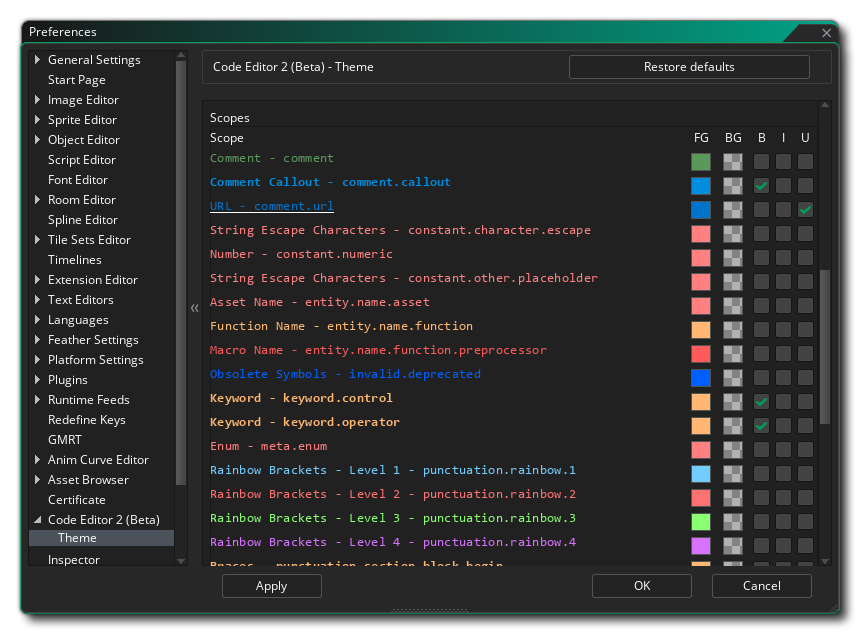 Preferences
General Settings
Start Page
Image Editor
Sprite Editor
Object Editor
Script Editor
Font Editor
Room Editor
Spline Editor
Tile Sets Editor
Timelines
Extension Editor
Text Editors
Languages
Feather Settings
Platform Settings
Plugins
Runtime Feeds
Redefine Keys
GMRT
Anim Curve Editor
Asset Browser
Certificate
Code Editor 2 (Beta)
Theme
Inspector
Code Editor 2 (Beta) - Theme
Restore defaults
Scopes
Scope FG BG B I U
Comment - comment
Comment Callout - comment.callout
URL - comment.url
String Escape Characters - constant.character.escape
Number - constant.numeric
String Escape Characters - constant.other.placeholder
Asset Name - entity.name.asset
Function Name - entity.name.function
Macro Name - entity.name.function.preprocessor
Obsolete Symbols - invalid.deprecated
Keyword - keyword.control
Keyword - keyword.operator
Enum - meta.enum
Rainbow Brackets - Level 1 - punctuation.rainbow.1
Rainbow Brackets - Level 2 - punctuation.rainbow.2
Rainbow Brackets - Level 3 - punctuation.rainbow.3
Rainbow Brackets - Level 4 - punctuation.rainbow.4
Braces - punctuation.section.block.begin
Apply
OK
Cancel